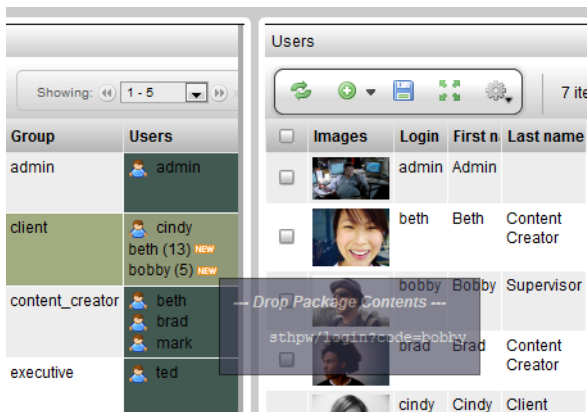 Users
Showing: 1 - 5
7 ite
Group Users
Images Login First n Last name
admin admin
admin Admin
client cindy
beth (13) NEW
bobby (5) NEW
beth Beth Content Creator
--- Drop Package Contents ---
sthpw/login?code=bobby
bobby Bobby Supervisor
content_creator beth
brad
mark
brad Brad Content Creator
executive ted
cindy Cindy Client